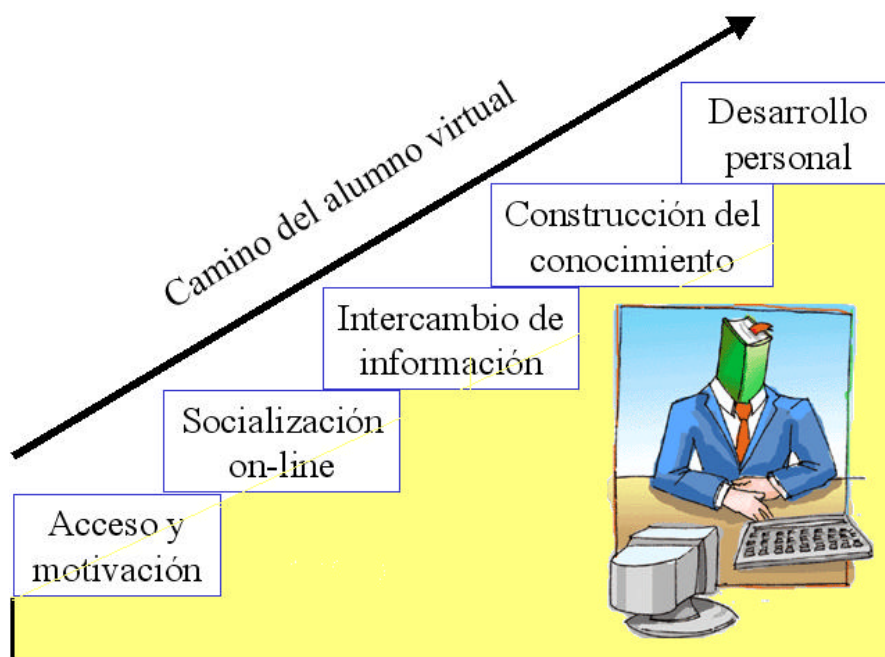 Camino del alumno virtual
Desarrollo
personal
Construcción del
conocimiento
Intercambio de
información
Socialización
on-line
Acceso y
motivación